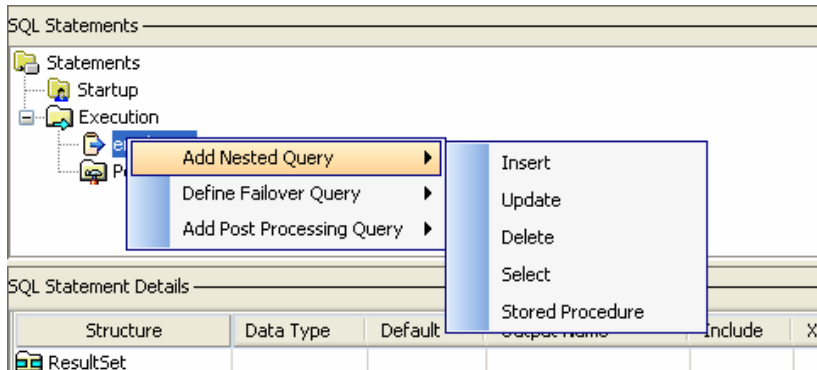 SQL Statements
Statements
Startup
Execution
Add Nested Query
Define Failover Query
Add Post Processing Query
Insert
Update
Delete
Select
Stored Procedure
SQL Statement Details
Structure Data Type Default Include X
ResultSet